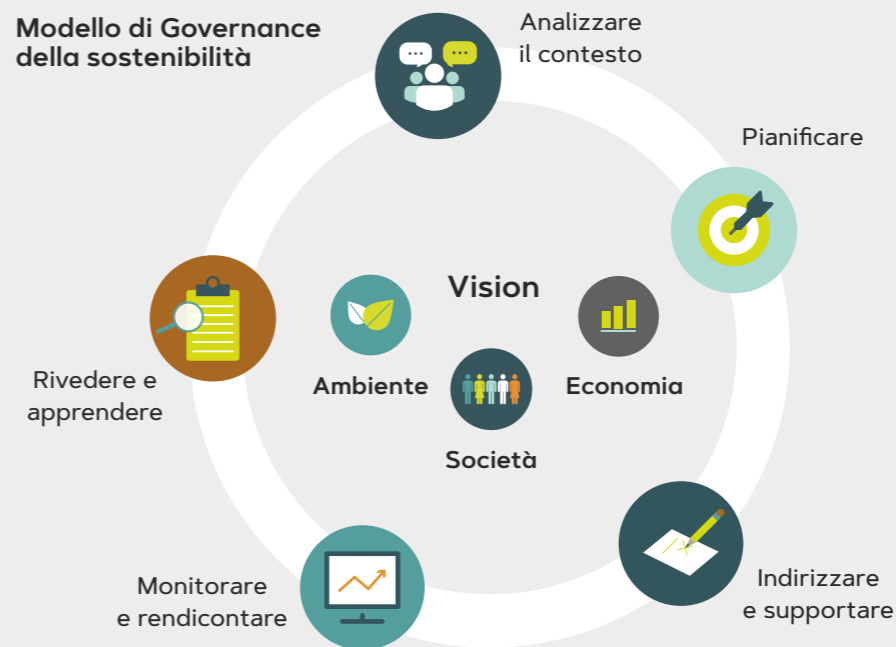 Modello di Governance
della sostenibilità
Analizzare
il contesto
Pianificare
Vision
Ambiente
Economia
Società
Rivedere e
apprendere
Indirizzare
e supportare
Monitorare
e rendicontare